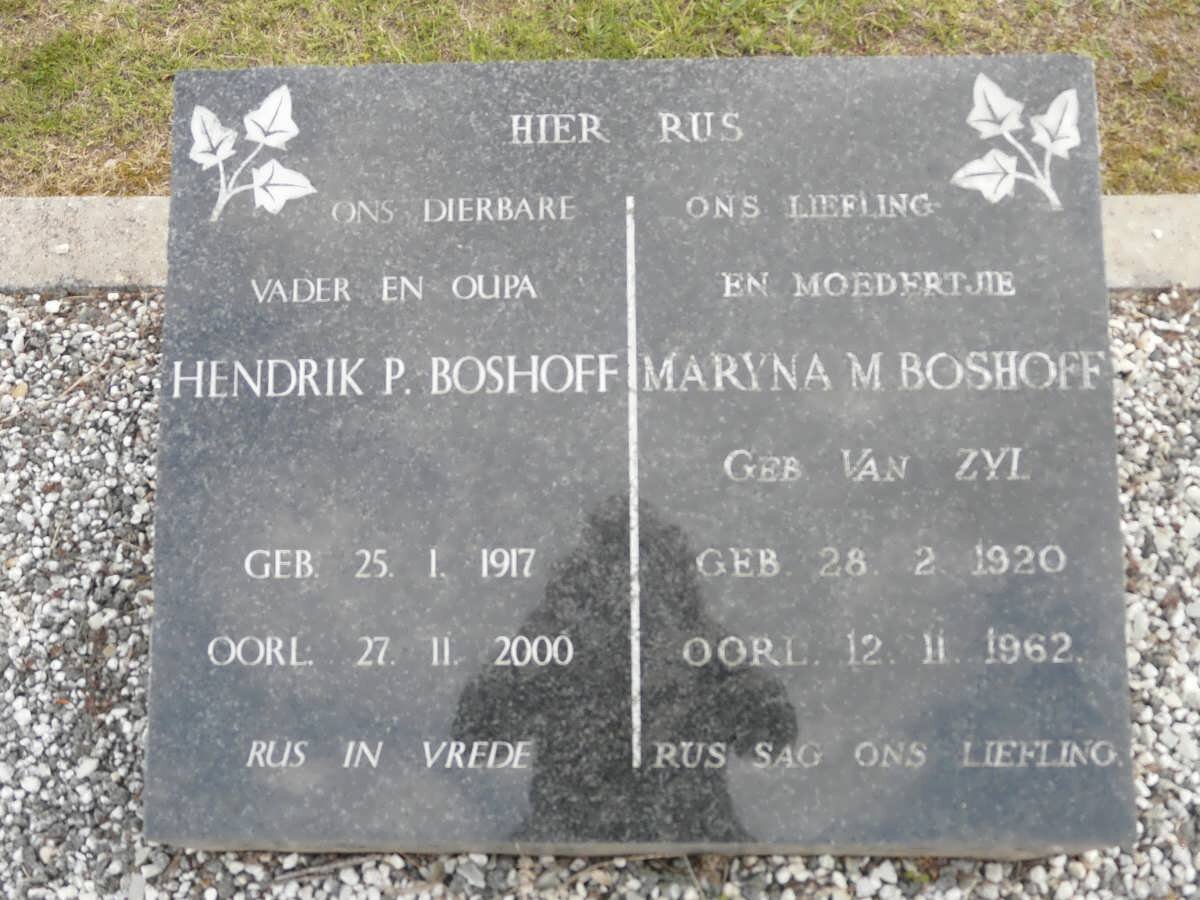 HIER RUS
ONS DIERBARE
VADER EN OUPA
HENDRIK P. BOSHOFF
GEB. 25. 1. 1917
OORL. 27. 11. 2000
RUS IN VREDE
ONS LIEFLING
EN MOEDERTJIE
MARYNA M BOSHOFF
GEB VAN ZYL
GEB. 28. 2. 1920
OORL. 12. 11. 1962.
RUS SAG ONS LIEFLING.